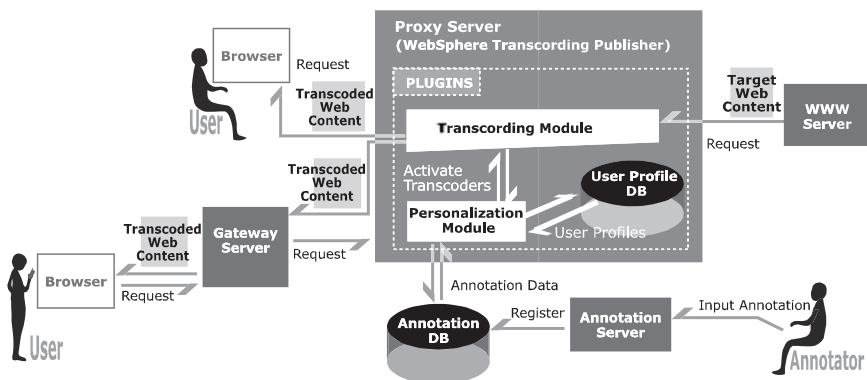 Proxy Server
(WebSphere Transcording Publisher)
Browser
Request
PLUGINS
Transcoded
Web
Content
User
Target
Web
Content
WWW
Server
Request
Transcording Module
Transcoded
Web
Content
Activate
Transcoders
User Profile
DB
Personalization
Module
User Profiles
Transcoded
Web
Content
Gateway
Server
Request
Browser
Request
User
Annotation Data
Annotation
DB
Register
Annotation
Server
Input Annotation
Annotator